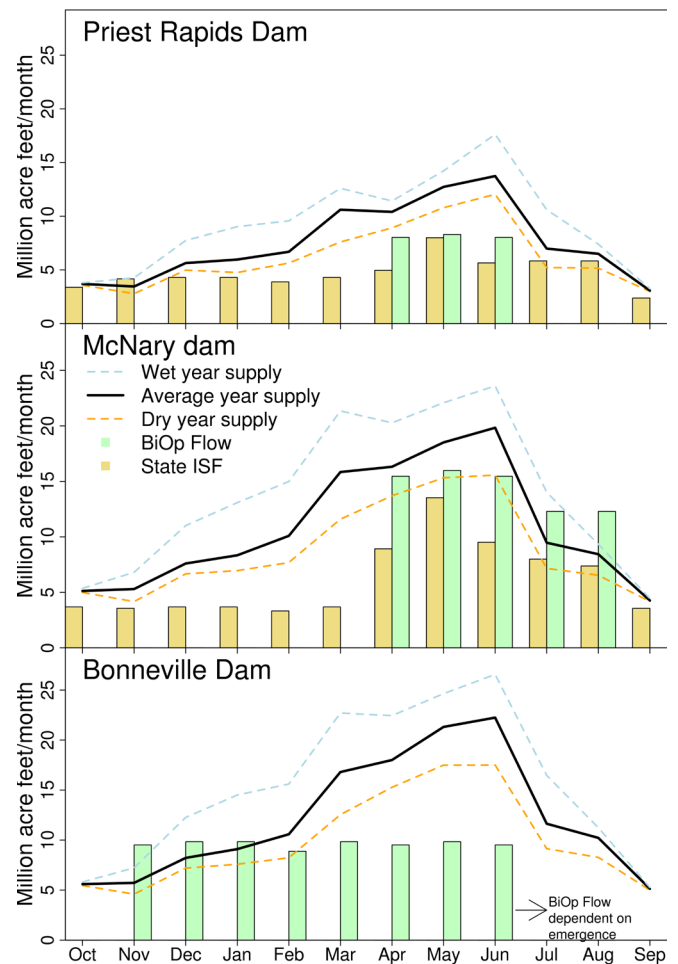 Priest Rapids Dam
Million acre feet/month
25
20
15
10
5
0
McNary dam
Wet year supply
Average year supply
Dry year supply
BiOp Flow
State ISF
Million acre feet/month
25
20
15
10
5
0
Bonneville Dam
Million acre feet/month
25
20
15
10
5
0
BiOp Flow
dependent on
emergence
Oct Nov Dec Jan Feb Mar Apr May Jun Jul Aug Sep